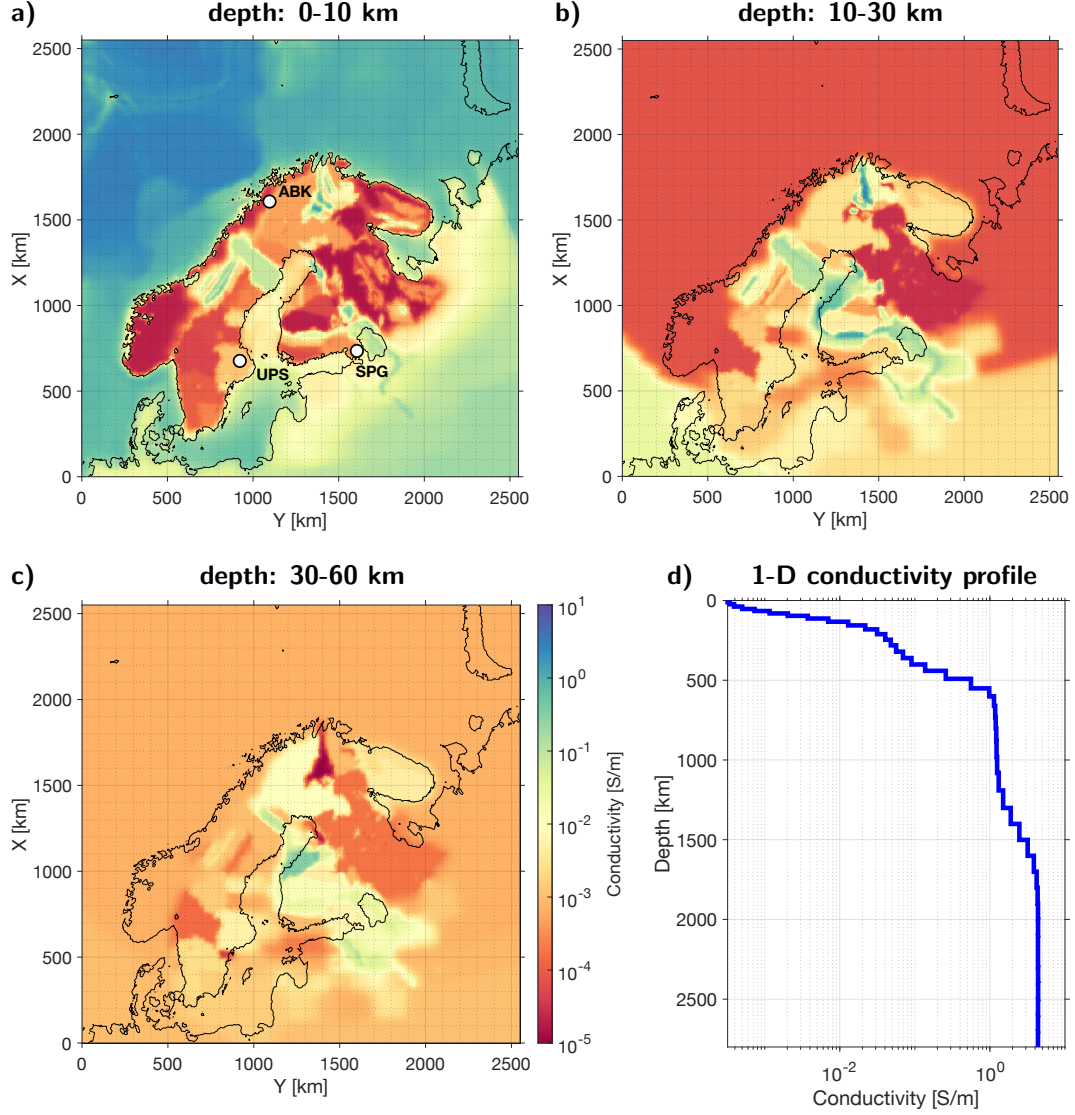 a) depth: 0-10 km
2500
2000
1500
1000
500
0
X [km]
0 500 1000 1500 2000 2500
Y [km]
ABK
UPS
SPG
b) depth: 10-30 km
2500
2000
1500
1000
500
0
X [km]
0 500 1000 1500 2000 2500
Y [km]
c) depth: 30-60 km
2500
2000
1500
1000
500
0
X [km]
0 500 1000 1500 2000 2500
Y [km]
10^1
10^0
10^-1
10^-2
10^-3
10^-4
10^-5
Conductivity [S/m]
d) 1-D conductivity profile
0
500
1000
1500
2000
2500
Depth [km]
10^-2 10^0
Conductivity [S/m]